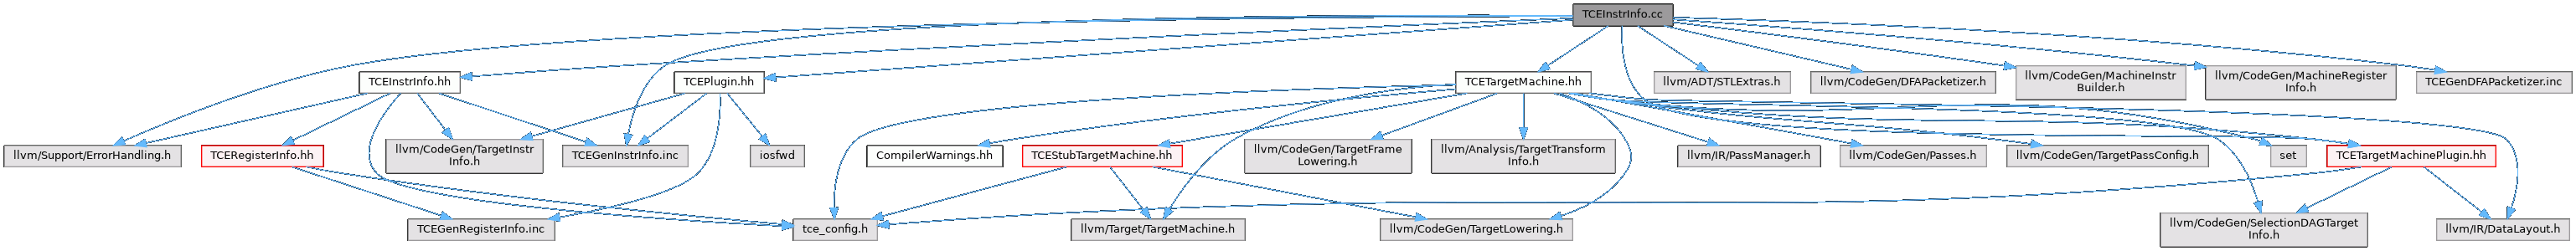 TCEInstrInfo.cc
TCEInstrInfo.hh
TCEPlugin.hh
TCETargetMachine.hh
llvm/ADT/STLExtras.h
llvm/CodeGen/DFAPacketizer.h
llvm/CodeGen/MachineInstr
Builder.h
llvm/CodeGen/MachineRegister
Info.h
TCEGenDFAPacketizer.inc
llvm/Support/ErrorHandling.h
TCERegisterInfo.hh
llvm/CodeGen/TargetInstr
Info.h
TCEGenInstrInfo.inc
iosfwd
CompilerWarnings.hh
TCEStubTargetMachine.hh
llvm/CodeGen/TargetFrame
Lowering.h
llvm/Analysis/TargetTransform
Info.h
llvm/IR/PassManager.h
llvm/CodeGen/Passes.h
llvm/CodeGen/TargetPassConfig.h
set
TCETargetMachinePlugin.hh
TCEGenRegisterInfo.inc
tce_config.h
llvm/Target/TargetMachine.h
llvm/CodeGen/TargetLowering.h
llvm/CodeGen/SelectionDAGTarget
Info.h
llvm/IR/DataLayout.h